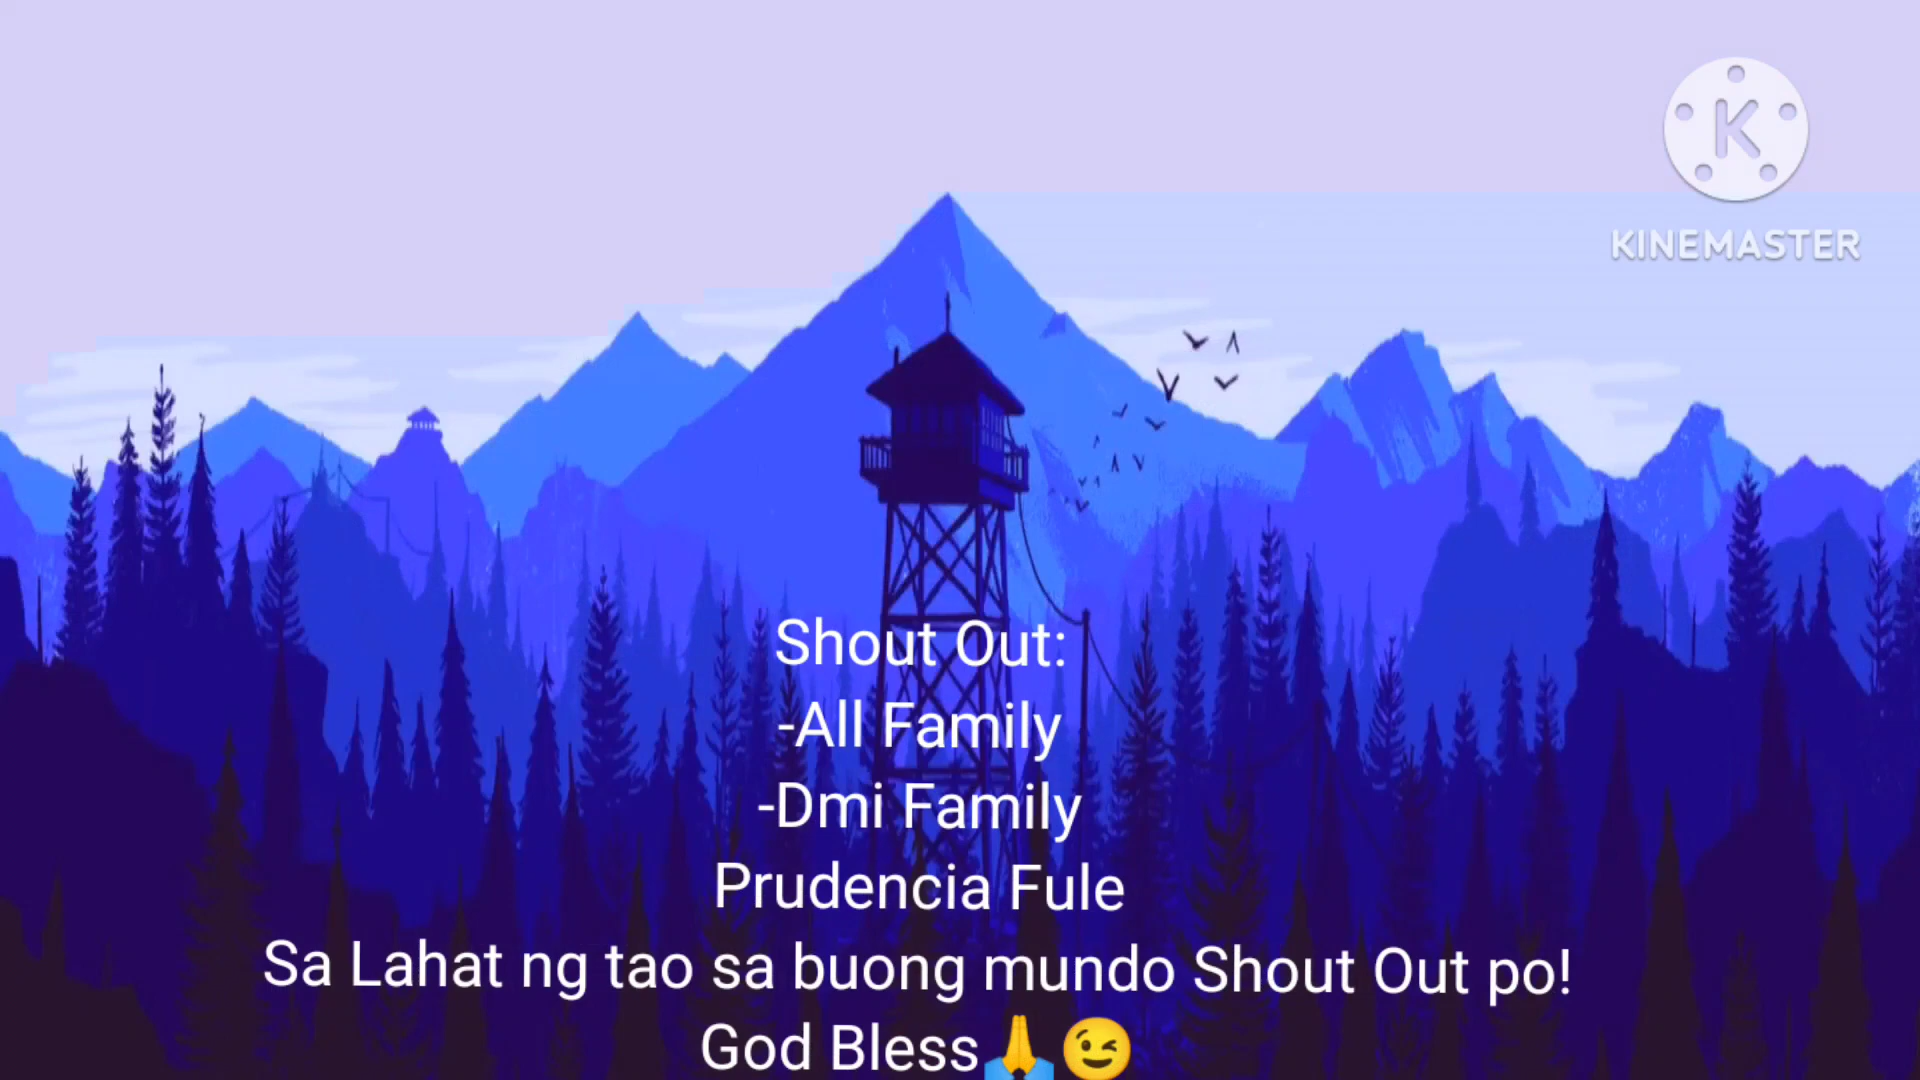 KINEMASTER
Shout Out:
-All Family
-Dmi Family
Prudencia Fule
Sa Lahat ng tao sa buong mundo Shout Out po!
God Bless🙏😉